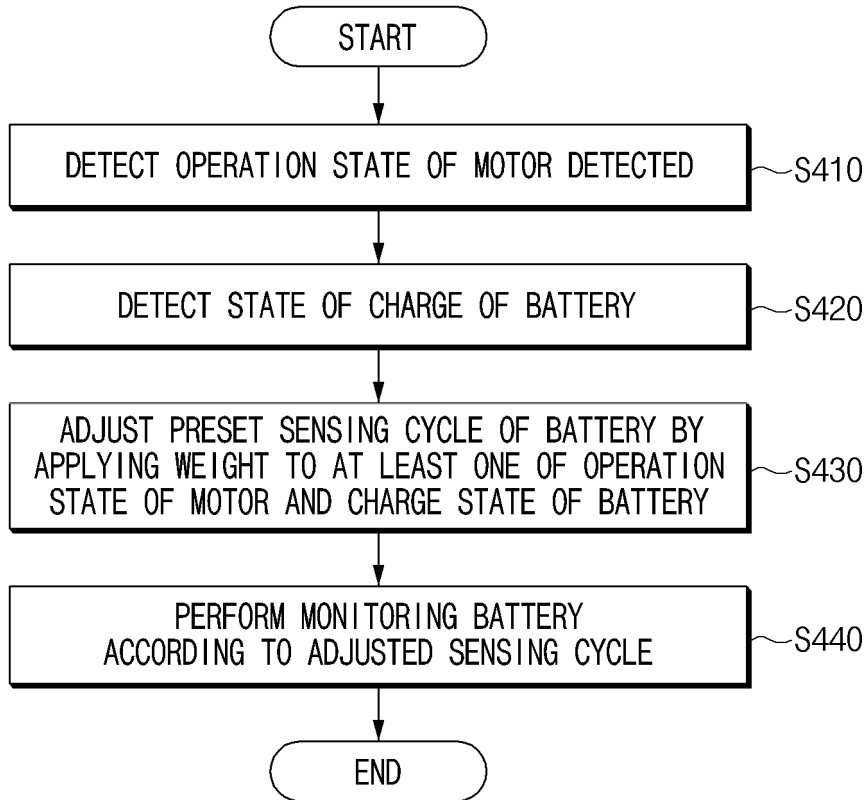 START
DETECT OPERATION STATE OF MOTOR DETECTED
S410
DETECT STATE OF CHARGE OF BATTERY
S420
ADJUST PRESET SENSING CYCLE OF BATTERY BY
APPLYING WEIGHT TO AT LEAST ONE OF OPERATION
STATE OF MOTOR AND CHARGE STATE OF BATTERY
S430
PERFORM MONITORING BATTERY
ACCORDING TO ADJUSTED SENSING CYCLE
S440
END